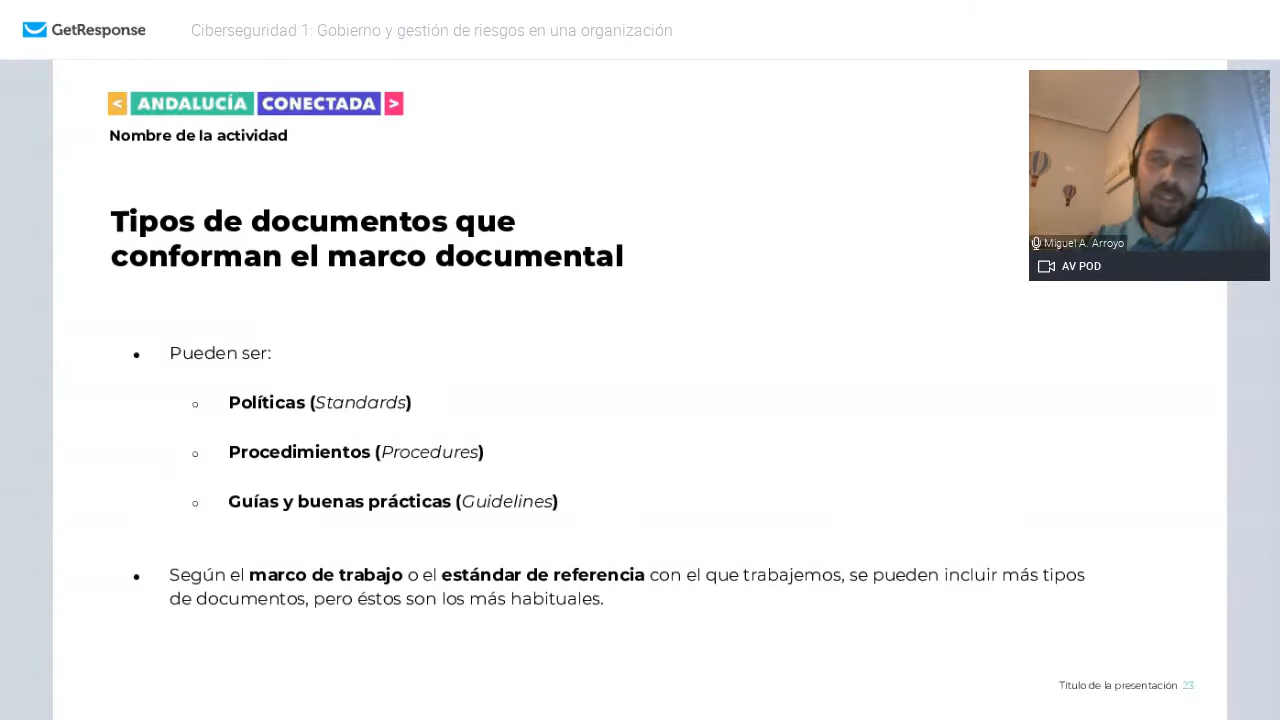 GetResponse
Ciberseguridad 1: Gobierno y gestión de riesgos en una organización
< ANDALUCÍA CONECTADA >
Nombre de la actividad
Miguel A. Arroyo
AV POD
Tipos de documentos que
conforman el marco documental
• Pueden ser:
○ Políticas (Standards)
○ Procedimientos (Procedures)
○ Guías y buenas prácticas (Guidelines)
• Según el marco de trabajo o el estándar de referencia con el que trabajemos, se pueden incluir más tipos
de documentos, pero éstos son los más habituales.
Título de la presentación 23